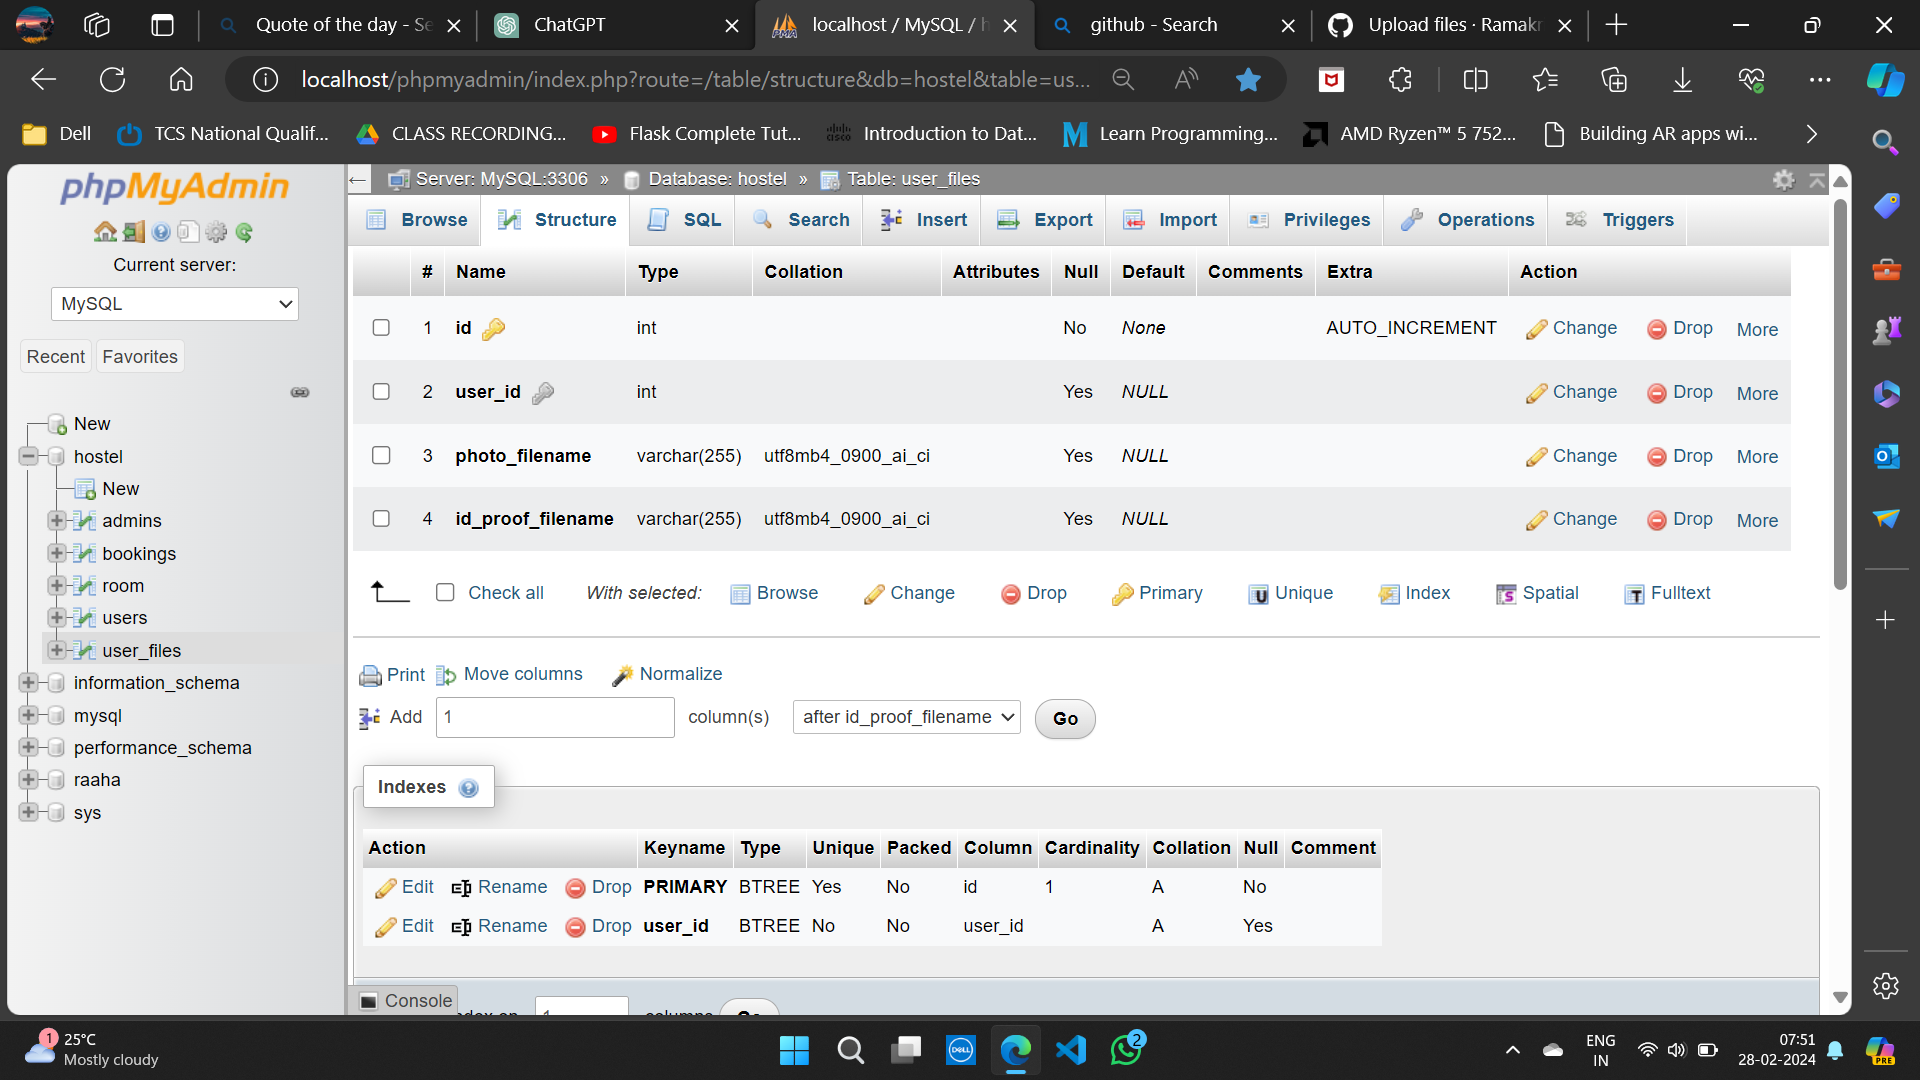 Quote of the day - Se
ChatGPT
localhost / MySQL / h
github - Search
Upload files · Ramakr
localhost/phpmyadmin/index.php?route=/table/structure&db=hostel&table=us...
Dell
TCS National Qualif...
CLASS RECORDING...
Flask Complete Tut...
Introduction to Dat...
Learn Programming...
AMD Ryzen™ 5 752...
Building AR apps wi...
phpMyAdmin
Current server:
MySQL
Recent Favorites
New
hostel
New
admins
bookings
room
users
user_files
information_schema
mysql
performance_schema
raaha
sys
Server: MySQL:3306 » Database: hostel » Table: user_files
Browse Structure SQL Search Insert Export Import Privileges Operations Triggers
# Name Type Collation Attributes Null Default Comments Extra Action
1 id int No None AUTO_INCREMENT Change Drop More
2 user_id int Yes NULL Change Drop More
3 photo_filename varchar(255) utf8mb4_0900_ai_ci Yes NULL Change Drop More
4 id_proof_filename varchar(255) utf8mb4_0900_ai_ci Yes NULL Change Drop More
Check all With selected: Browse Change Drop Primary Unique Index Spatial Fulltext
Print Move columns Normalize
Add 1 column(s) after id_proof_filename Go
Indexes
Action Keyname Type Unique Packed Column Cardinality Collation Null Comment
Edit Rename Drop PRIMARY BTREE Yes No id 1 A No
Edit Rename Drop user_id BTREE No No user_id A Yes
Console
1
25°C
Mostly cloudy
DELL
2
ENG
IN
07:51
28-02-2024
PRE